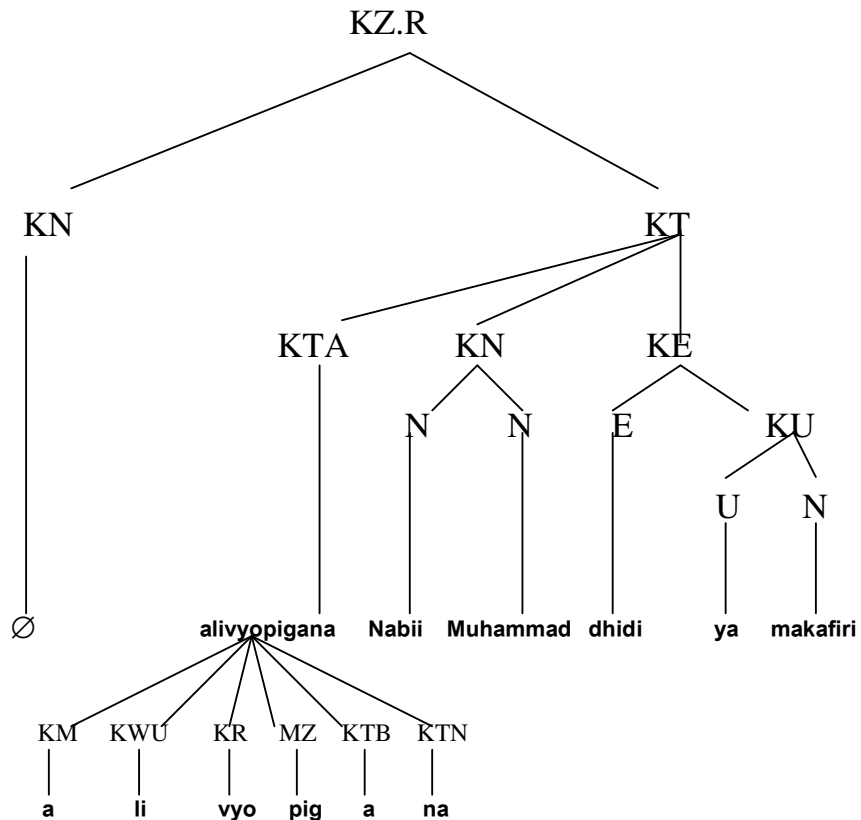 KZ.R
KN KT
KTA KN KE
N N E KU
U N
∅ alivyopigana Nabii Muhammad dhidi ya makafiri
KM KWU KR MZ KTB KTN
a li vyo pig a na